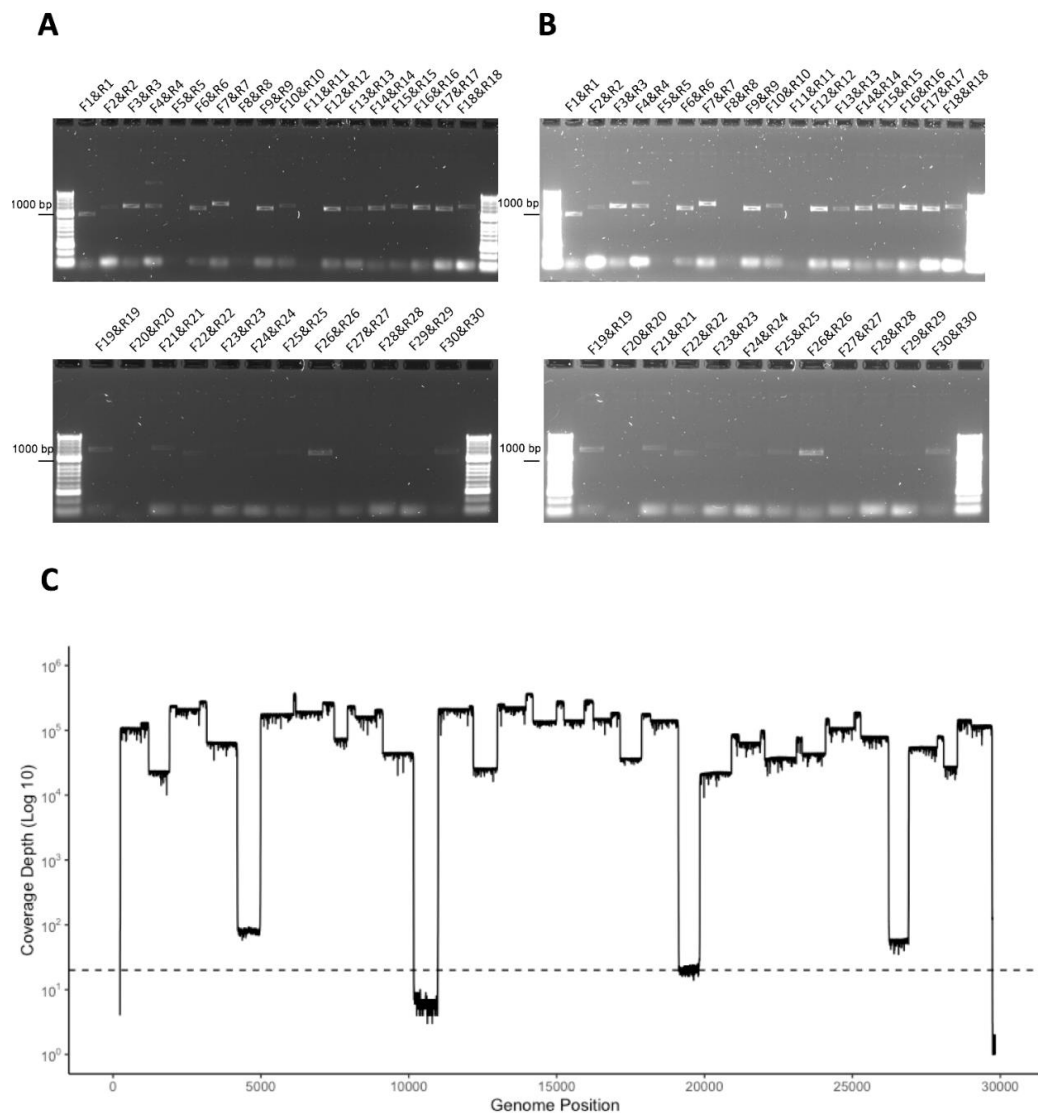 A
B
F1&R1
F2&R2
F3&R3
F4&R4
F5&R5
F6&R6
F7&R7
F8&R8
F9&R9
F10&R10
F11&R11
F12&R12
F13&R13
F14&R14
F15&R15
F16&R16
F17&R17
F18&R18
F1&R1
F2&R2
F3&R3
F4&R4
F5&R5
F6&R6
F7&R7
F8&R8
F9&R9
F10&R10
F11&R11
F12&R12
F13&R13
F14&R14
F15&R15
F16&R16
F17&R17
F18&R18
1000 bp
1000 bp
F19&R19
F20&R20
F21&R21
F22&R22
F23&R23
F24&R24
F25&R25
F26&R26
F27&R27
F28&R28
F29&R29
F30&R30
F19&R19
F20&R20
F21&R21
F22&R22
F23&R23
F24&R24
F25&R25
F26&R26
F27&R27
F28&R28
F29&R29
F30&R30
1000 bp
1000 bp
C
Coverage Depth (Log 10)
10⁶
10⁵
10⁴
10³
10²
10¹
10⁰
0
5000
10000
15000
20000
25000
30000
Genome Position